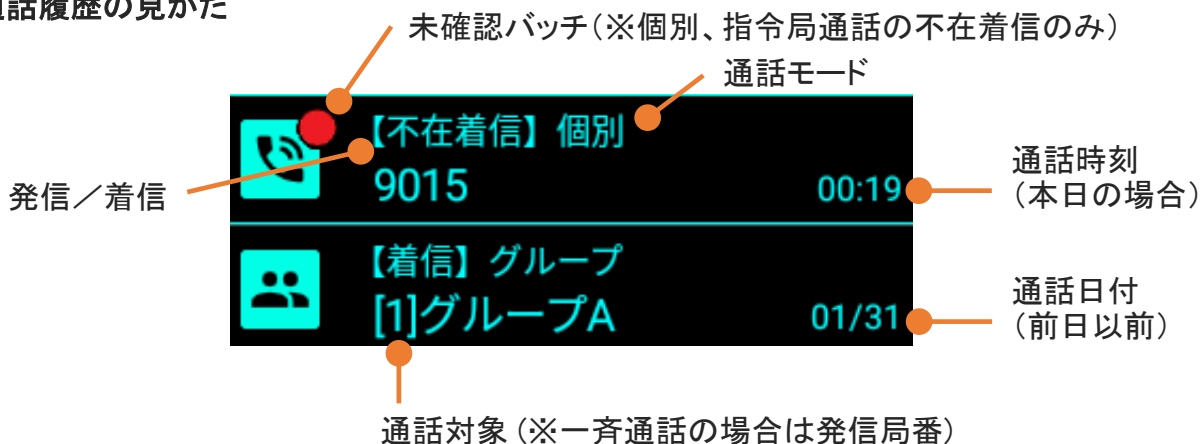 通話履歴の見かた
未確認バッチ(※個別、指令局通話の不在着信のみ)
通話モード
【不在着信】個別
9015
00:19
発信／着信
通話時刻
(本日の場合)
【着信】グループ
[1]グループA
01/31
通話日付
(前日以前)
通話対象(※一斉通話の場合は発信局番)